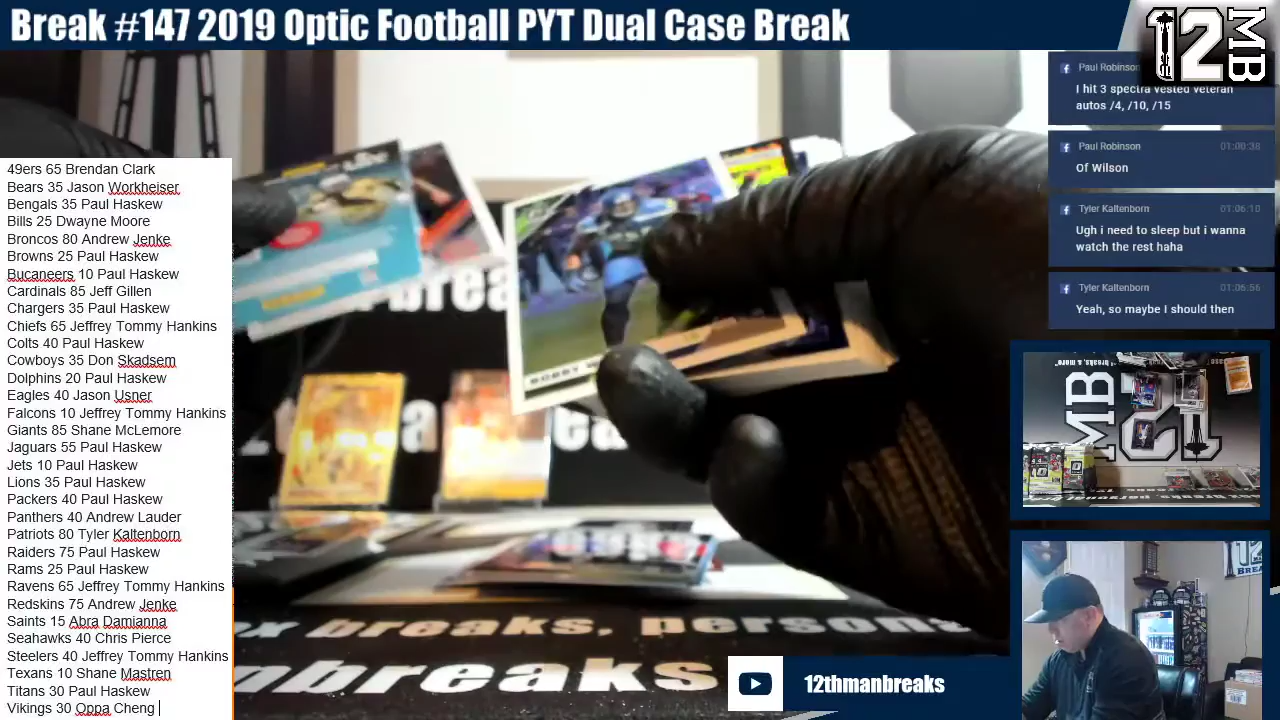 Break #147 2019 Optic Football PYT Dual Case Break
12
MB
Paul Robinson
I hit 3 spectra vested veteran
autos /4, /10, /15
Paul Robinson 01:00:38
Of Wilson
Tyler Kaltenborn 01:06:10
Ugh i need to sleep but i wanna
watch the rest haha
Tyler Kaltenborn 01:06:56
Yeah, so maybe I should then
49ers 65 Brendan Clark
Bears 35 Jason Workheiser
Bengals 35 Paul Haskew
Bills 25 Dwayne Moore
Broncos 80 Andrew Jenke
Browns 25 Paul Haskew
Bucaneers 10 Paul Haskew
Cardinals 85 Jeff Gillen
Chargers 35 Paul Haskew
Chiefs 65 Jeffrey Tommy Hankins
Colts 40 Paul Haskew
Cowboys 35 Don Skadsem
Dolphins 20 Paul Haskew
Eagles 40 Jason Usner
Falcons 10 Jeffrey Tommy Hankins
Giants 85 Shane McLemore
Jaguars 55 Paul Haskew
Jets 10 Paul Haskew
Lions 35 Paul Haskew
Packers 40 Paul Haskew
Panthers 40 Andrew Lauder
Patriots 80 Tyler Kaltenborn
Raiders 75 Paul Haskew
Rams 25 Paul Haskew
Ravens 65 Jeffrey Tommy Hankins
Redskins 75 Andrew Jenke
Saints 15 Abra Damianna
Seahawks 40 Chris Pierce
Steelers 40 Jeffrey Tommy Hankins
Texans 10 Shane Mastren
Titans 30 Paul Haskew
Vikings 30 Oppa Cheng
BOBBY
breaks, persona
nbreaks
12thmanbreaks
MB
12